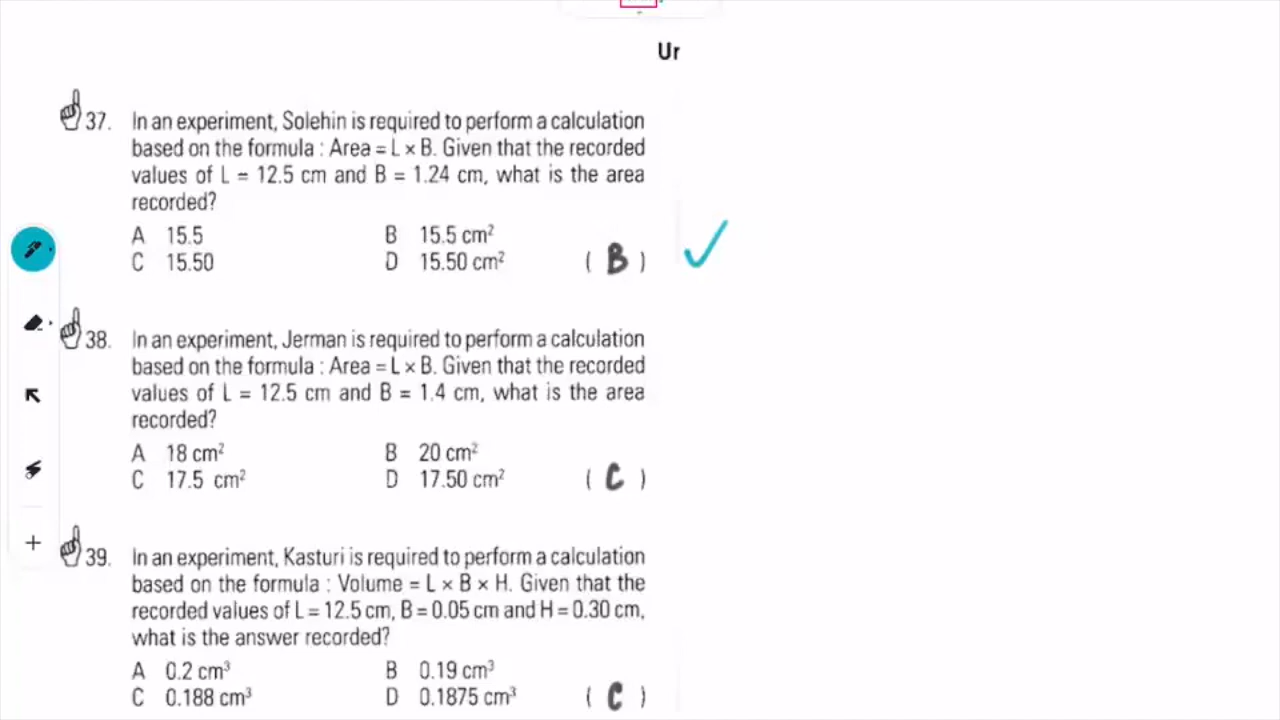 Ur
37. In an experiment, Solehin is required to perform a calculation
based on the formula : Area = L × B. Given that the recorded
values of L = 12.5 cm and B = 1.24 cm, what is the area
recorded?
A 15.5 B 15.5 cm²
C 15.50 D 15.50 cm² ( B )
38. In an experiment, Jerman is required to perform a calculation
based on the formula : Area = L × B. Given that the recorded
values of L = 12.5 cm and B = 1.4 cm, what is the area
recorded?
A 18 cm² B 20 cm²
C 17.5 cm² D 17.50 cm² ( C )
39. In an experiment, Kasturi is required to perform a calculation
based on the formula : Volume = L × B × H. Given that the
recorded values of L = 12.5 cm, B = 0.05 cm and H = 0.30 cm,
what is the answer recorded?
A 0.2 cm³ B 0.19 cm³
C 0.188 cm³ D 0.1875 cm³ ( C )